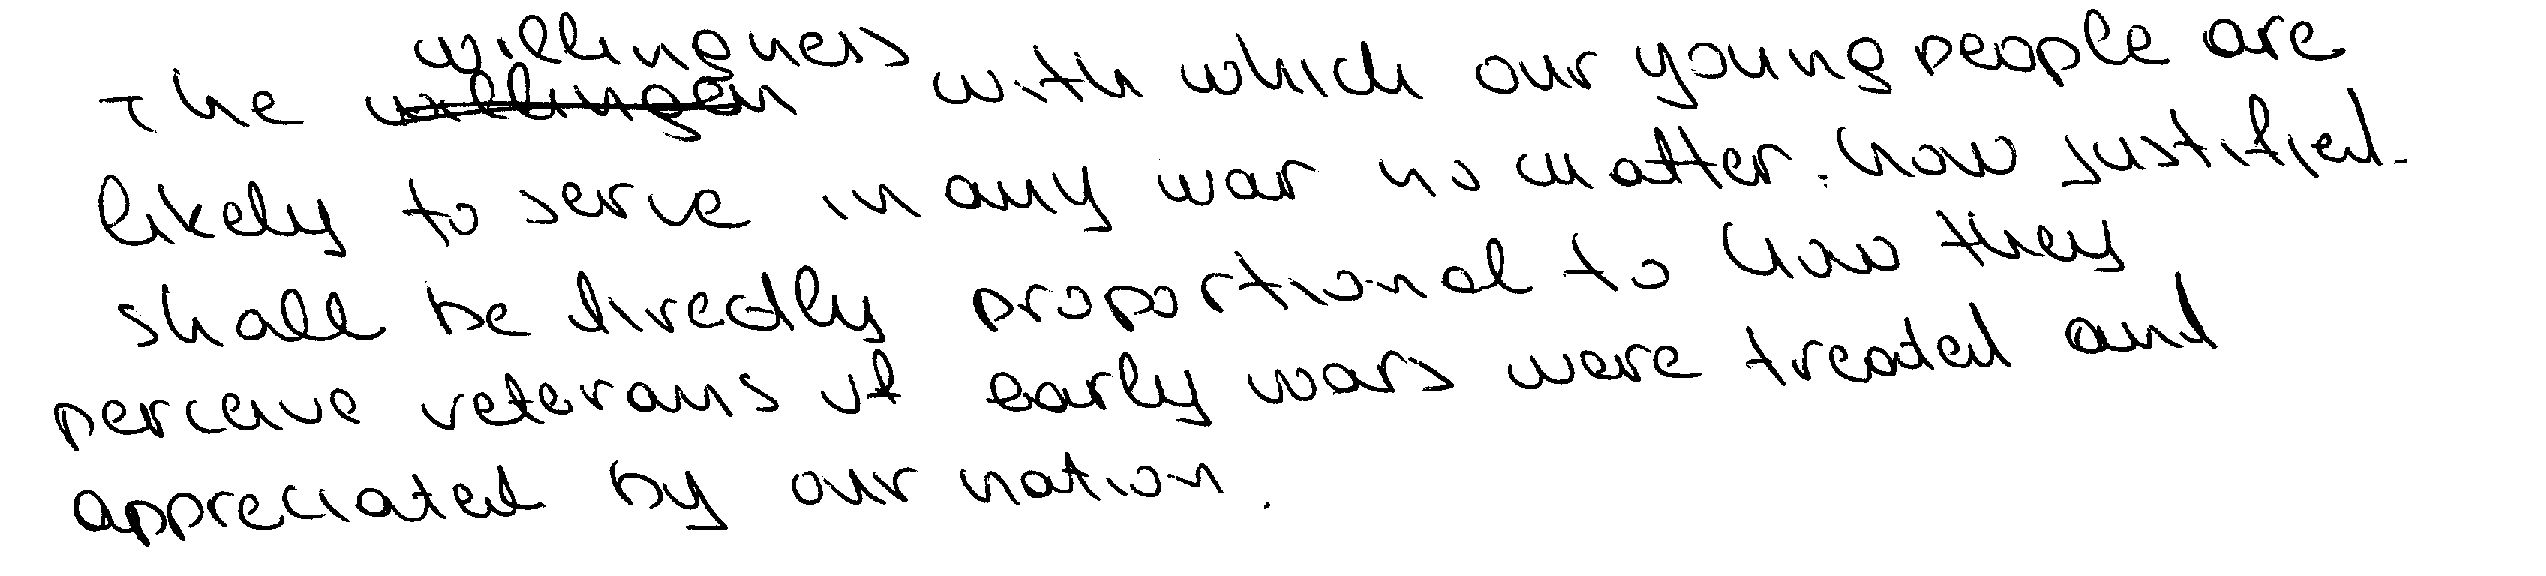 The willingness with which our young people are
likely to serve in any war no matter how justified
shall be directly proportional to how they
perceive veterans of early wars were treated and
appreciated by our nation.